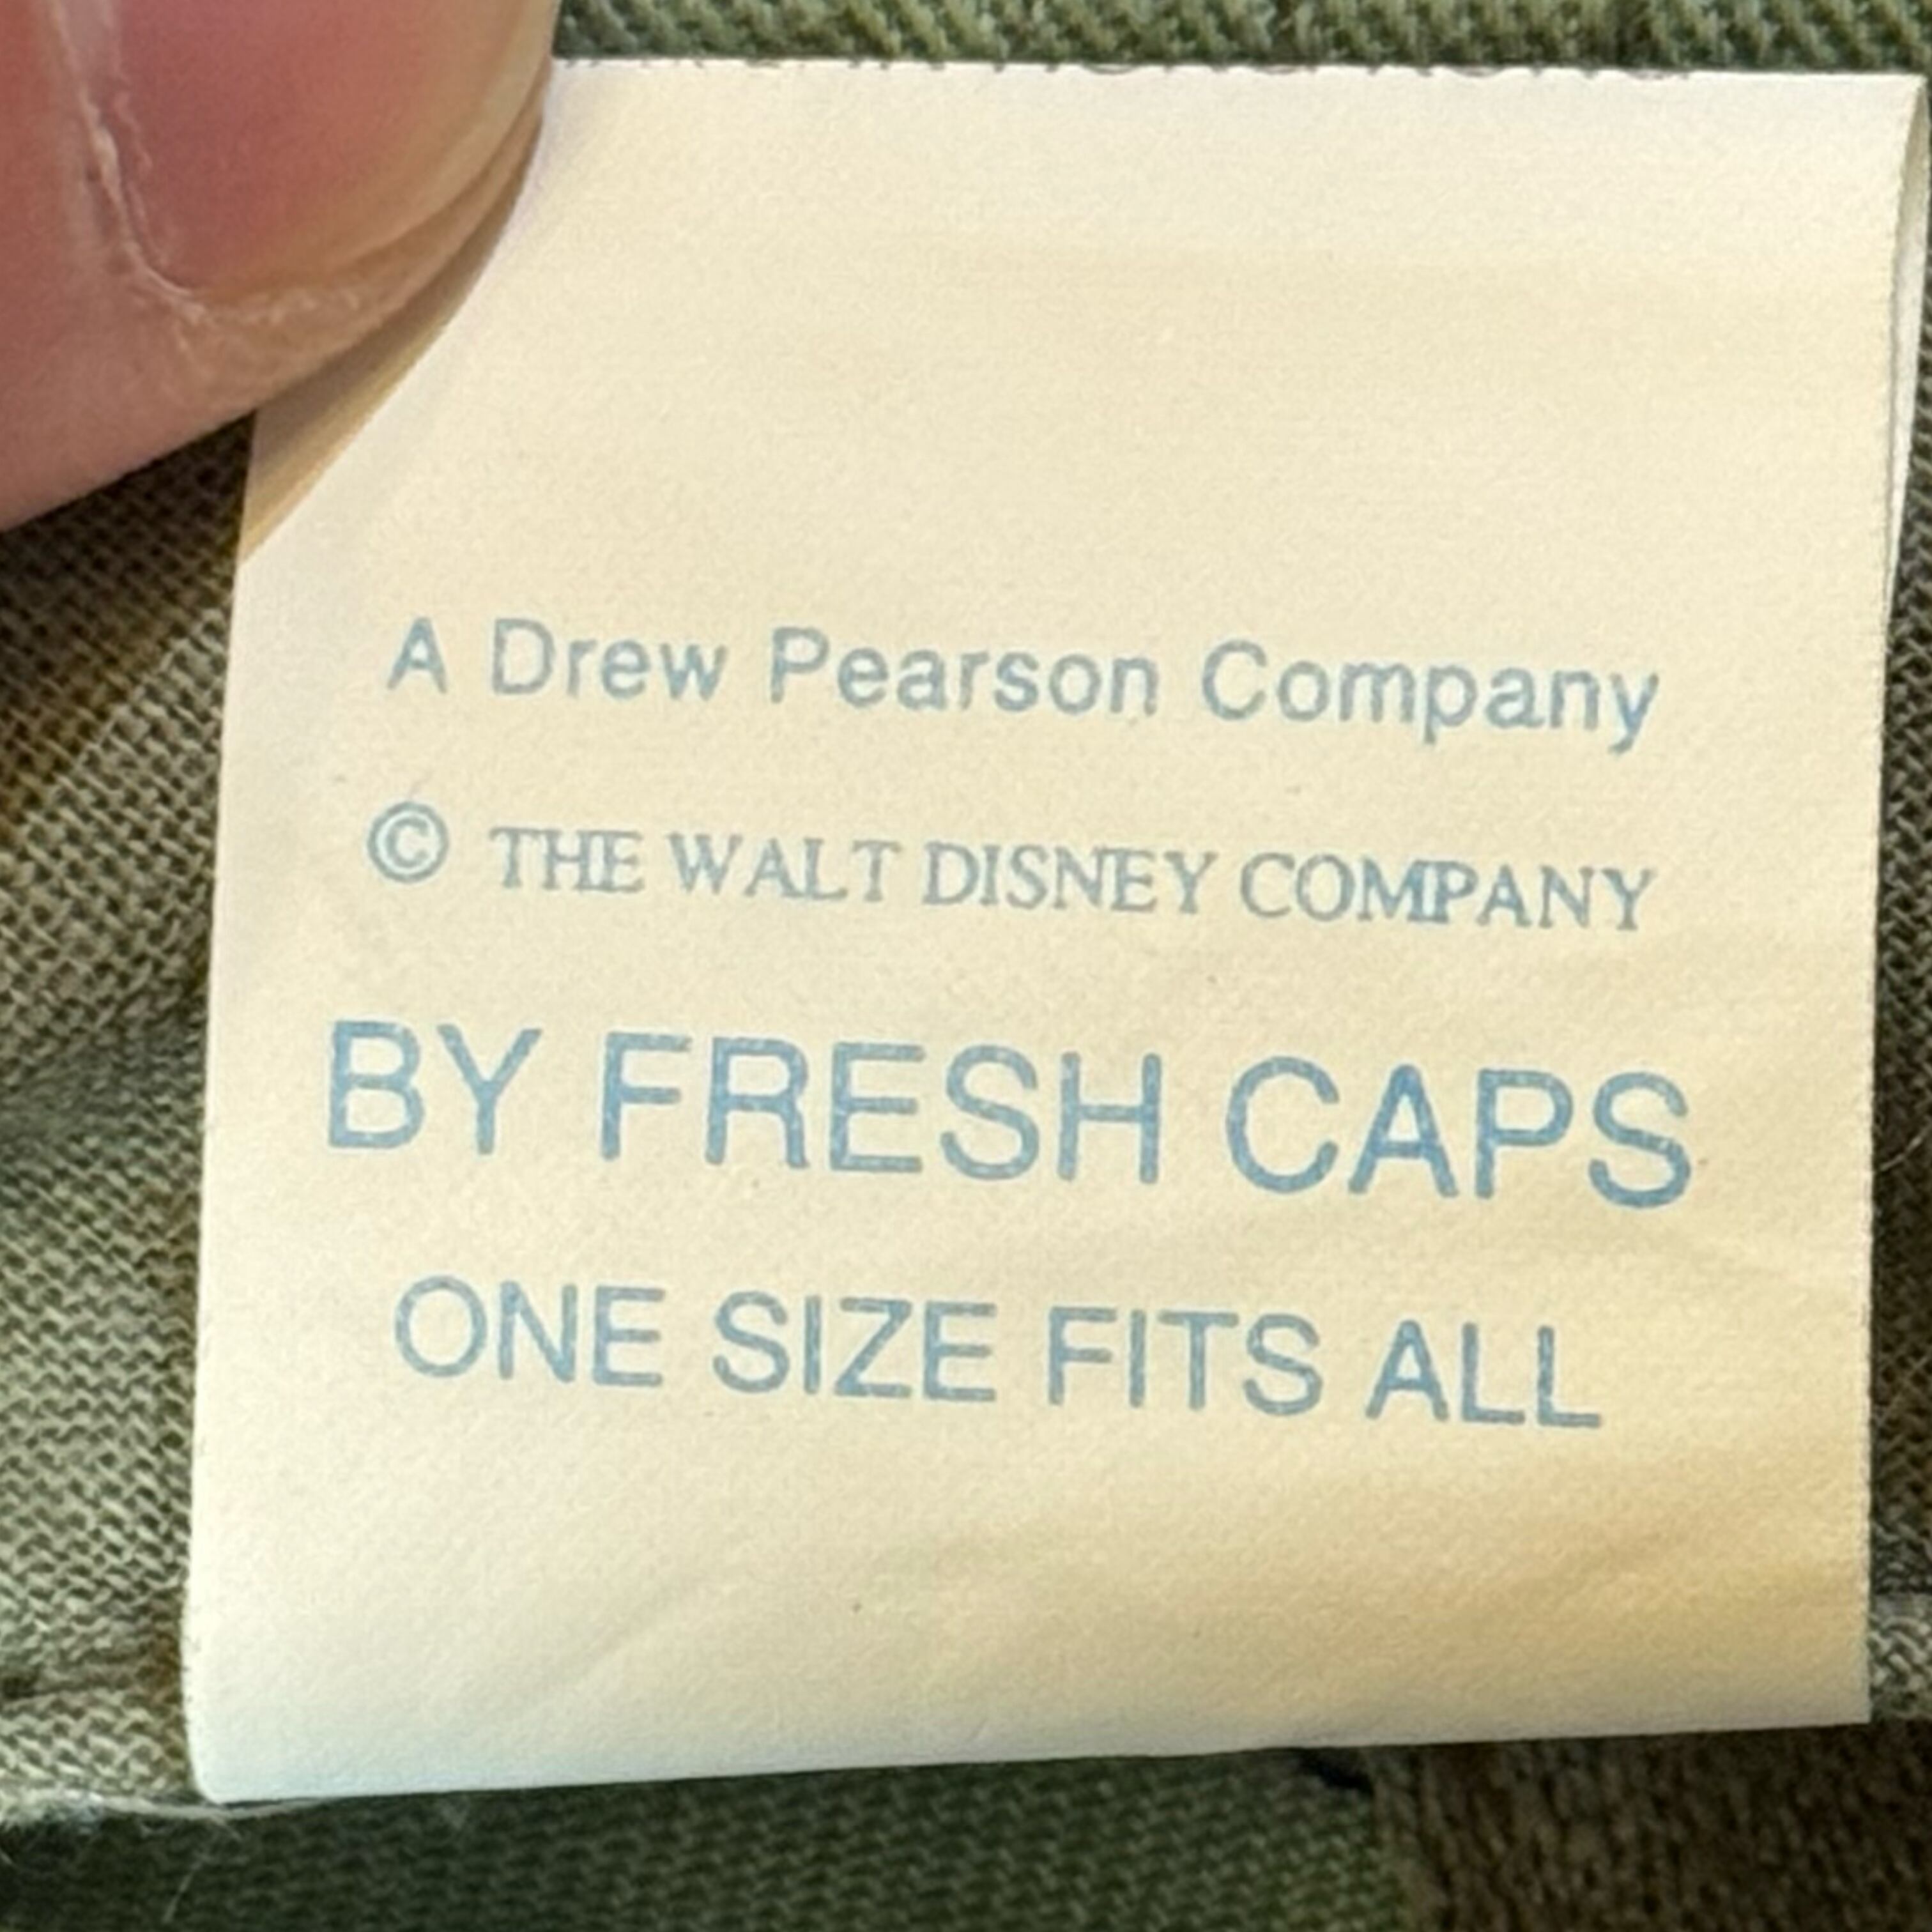 A Drew Pearson Company
© THE WALT DISNEY COMPANY
BY FRESH CAPS
ONE SIZE FITS ALL